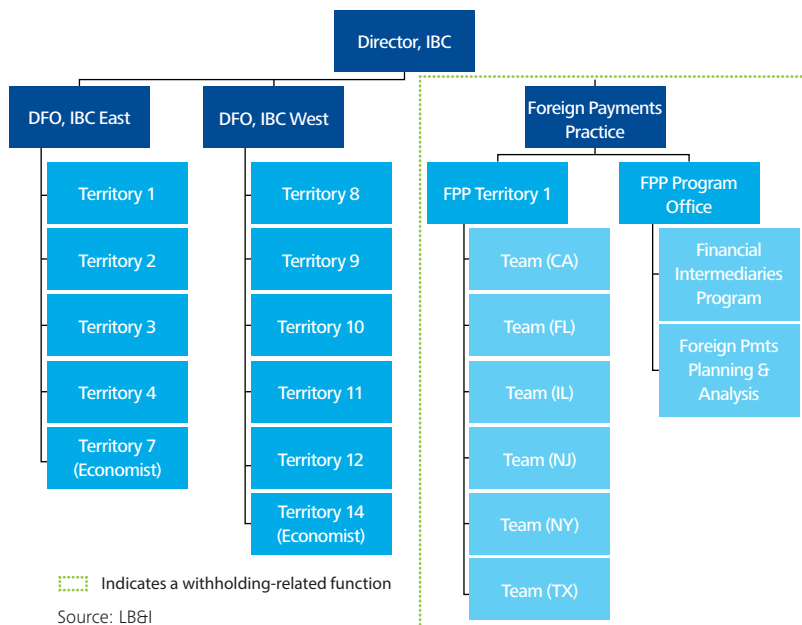 Director, IBC
DFO, IBC East
DFO, IBC West
Foreign Payments
Practice
Territory 1
Territory 2
Territory 3
Territory 4
Territory 7
(Economist)
Territory 8
Territory 9
Territory 10
Territory 11
Territory 12
Territory 14
(Economist)
FPP Territory 1
Team (CA)
Team (FL)
Team (IL)
Team (NJ)
Team (NY)
Team (TX)
FPP Program
Office
Financial
Intermediaries
Program
Foreign Pmts
Planning &
Analysis
Indicates a withholding-related function
Source: LB&I